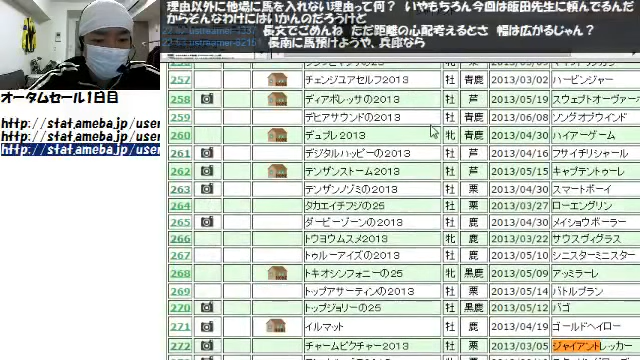 理由以外に他場に馬を入れない理由って何？ いやもちろん今回は飯田先生に頼んでるんだ
からそんなわけにはいかんのだろうけど
長文でごめんね ただ距離の心配考えるとさ 幅は広がるじゃん？
長南に馬預けようや、兵庫なら
オータムセール1日目
http://stat.ameba.jp/user
http://stat.ameba.jp/user
http://stat.ameba.jp/user
257 チェンジユアセルフ2013 牡 青鹿 2013/03/02 ハービンジャー
258 ディアポレッサの2013 牡 芦 2013/05/19 スウェプトオーヴァー
259 デヒアサウンドの2013 牡 青鹿 2013/06/08 ソングオブウインド
260 デュプレ2013 牝 青鹿 2013/04/30 ハイアーゲーム
261 デジタルハッピーの2013 牡 芦 2013/04/16 フサイチリシャール
262 テンザンストーム2013 牡 芦 2013/05/15 キャプテントゥーレ
263 テンザンノゾミの2013 牡 栗 2013/04/30 スマートボーイ
264 タカエイチフジの25 牡 栗 2013/03/27 ローエングリン
265 ダービーゾーンの2013 牡 鹿 2013/04/30 メイショウボーラー
266 トウヨウムスメ2013 牝 鹿 2013/03/22 サウスヴィグラス
267 トゥルーアイズの2013 牝 鹿 2013/05/10 シニスターミニスター
268 トキオシンフォニーの25 牝 黒鹿 2013/05/09 アッミラーレ
269 トップアサーティンの2013 牡 栗 2013/05/14 バトルプラン
270 トップジョリーの25 牡 黒鹿 2013/05/12 バゴ
271 イルマット 牡 鹿 2013/04/19 ゴールドヘイロー
272 チャームピクチャー2013 牡 栗 2013/03/05 ジャイアントレッカー